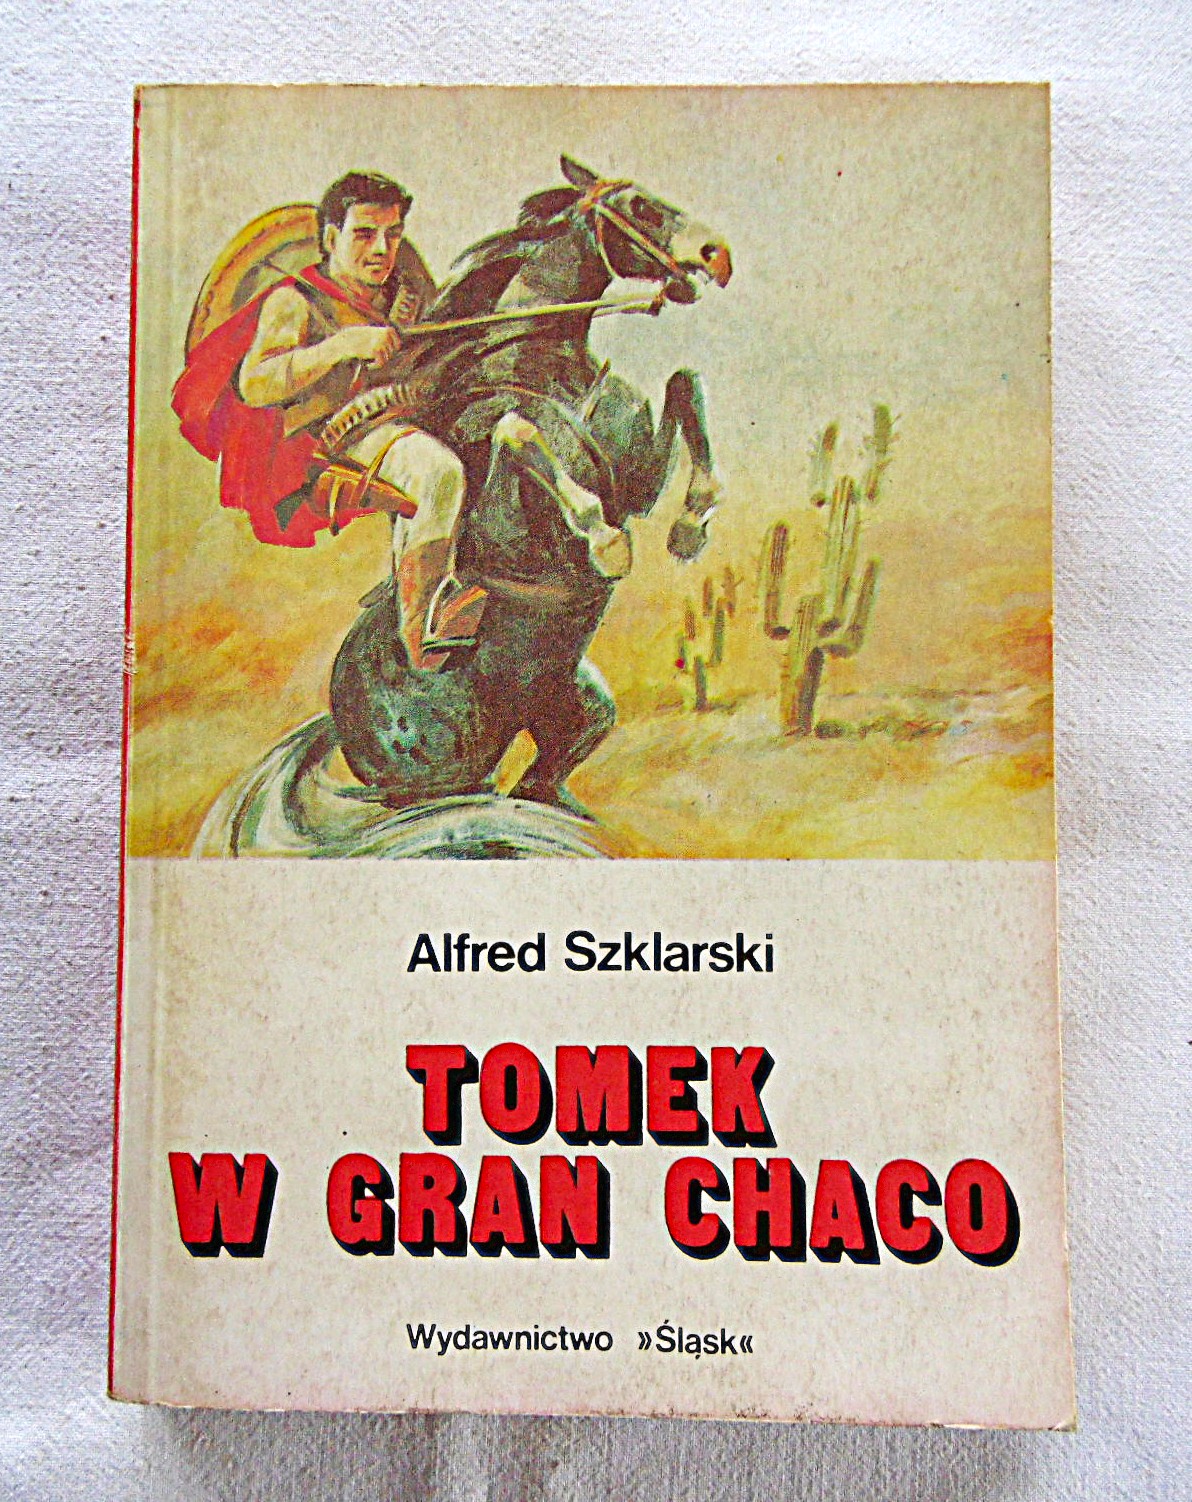 Alfred Szklarski
TOMEK
W GRAN CHACO
Wydawnictwo »Śląsk«